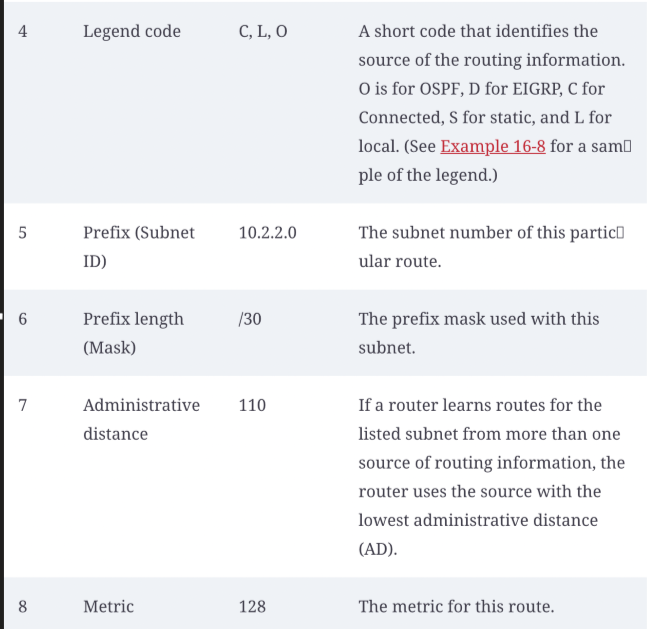 4 Legend code C, L, O A short code that identifies the
source of the routing information.
O is for OSPF, D for EIGRP, C for
Connected, S for static, and L for
local. (See Example 16-8 for a sam▯
ple of the legend.)
5 Prefix (Subnet 10.2.2.0 The subnet number of this partic▯
ID) ular route.
6 Prefix length /30 The prefix mask used with this
(Mask) subnet.
7 Administrative 110 If a router learns routes for the
distance listed subnet from more than one
source of routing information, the
router uses the source with the
lowest administrative distance
(AD).
8 Metric 128 The metric for this route.